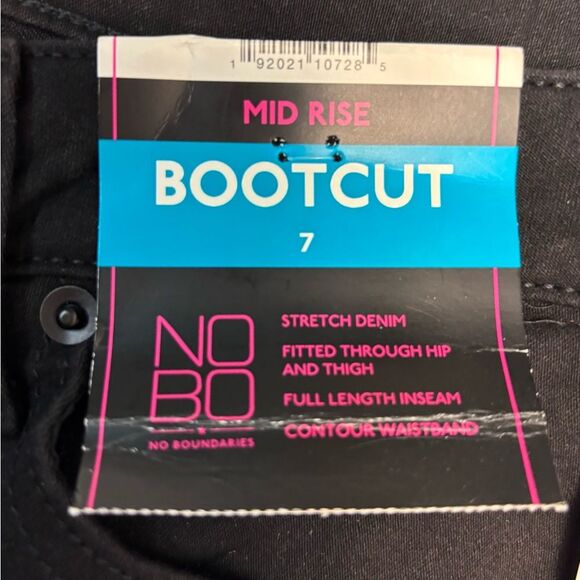 1 92021 10728 5
MID RISE
BOOTCUT
7
NO
BO
NO BOUNDARIES
STRETCH DENIM
FITTED THROUGH HIP
AND THIGH
FULL LENGTH INSEAM
CONTOUR WAISTBAND